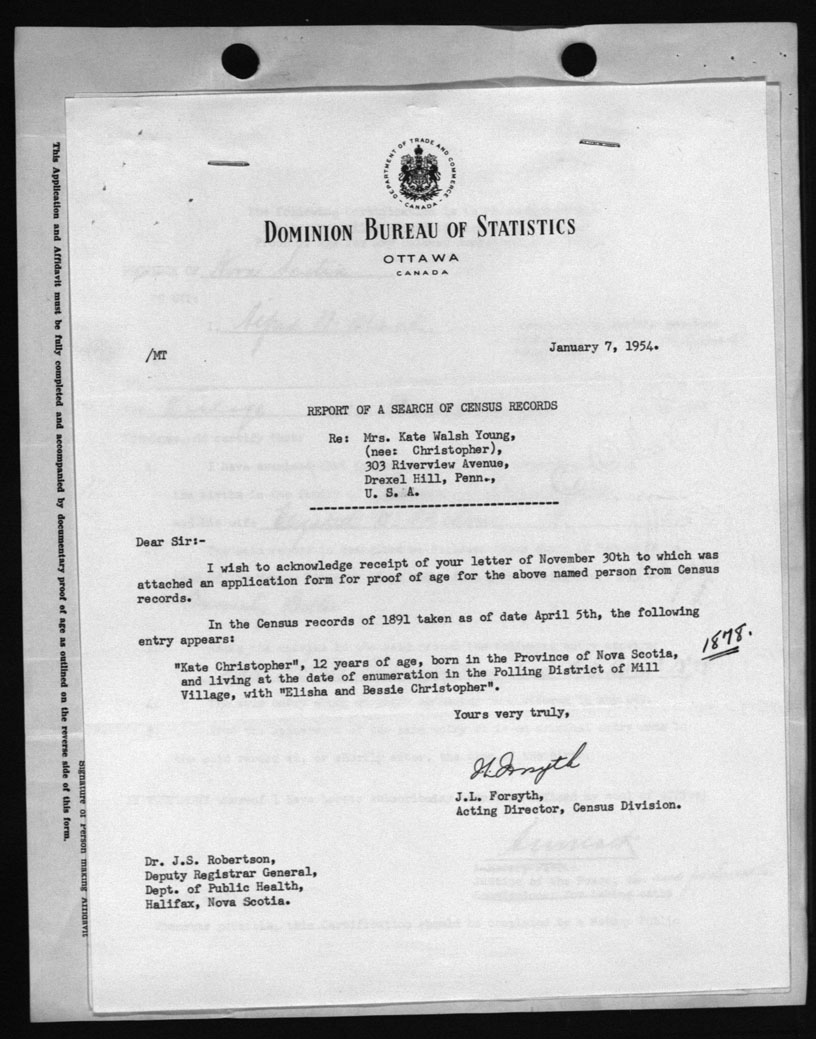 DEPARTMENT OF TRADE AND COMMERCE
CANADA
DOMINION BUREAU OF STATISTICS
OTTAWA
CANADA
/MT
January 7, 1954.
REPORT OF A SEARCH OF CENSUS RECORDS
Re: Mrs. Kate Walsh Young,
(nee: Christopher),
303 Riverview Avenue,
Drexel Hill, Penn.,
U. S. A.
Dear Sir:-
I wish to acknowledge receipt of your letter of November 30th to which was
attached an application form for proof of age for the above named person from Census
records.
In the Census records of 1891 taken as of date April 5th, the following
entry appears:
1878.
"Kate Christopher", 12 years of age, born in the Province of Nova Scotia,
and living at the date of enumeration in the Polling District of Mill
Village, with "Elisha and Bessie Christopher".
Yours very truly,
J.L. Forsyth,
Acting Director, Census Division.
Dr. J.S. Robertson,
Deputy Registrar General,
Dept. of Public Health,
Halifax, Nova Scotia.
This Application and Affidavit must be fully completed and accompanied by documentary proof of age as outlined on the reverse side of this form.
Signature of Person making Affidavit